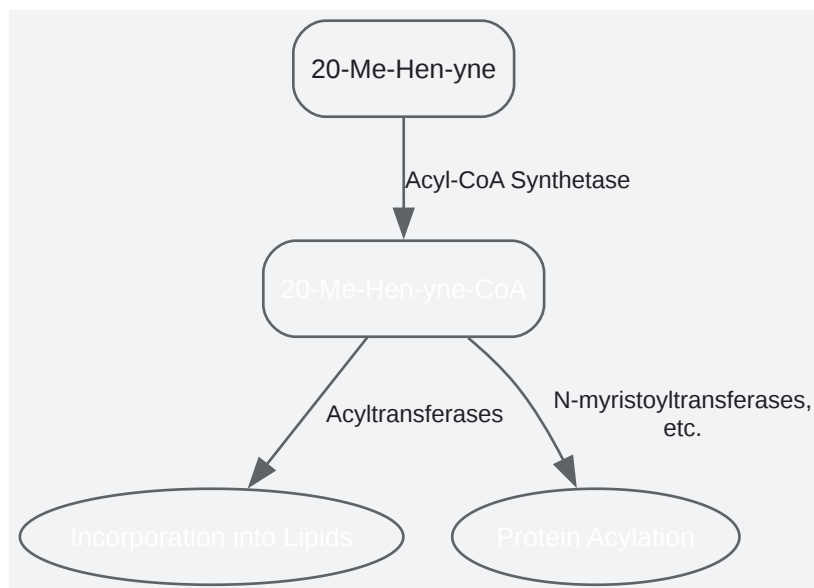 20-Me-Hen-yne
Acyl-CoA Synthetase
20-Me-Hen-yne-CoA
Acyltransferases
N-myristoyltransferases,
etc.
Incorporation into Lipids
Protein Acylation